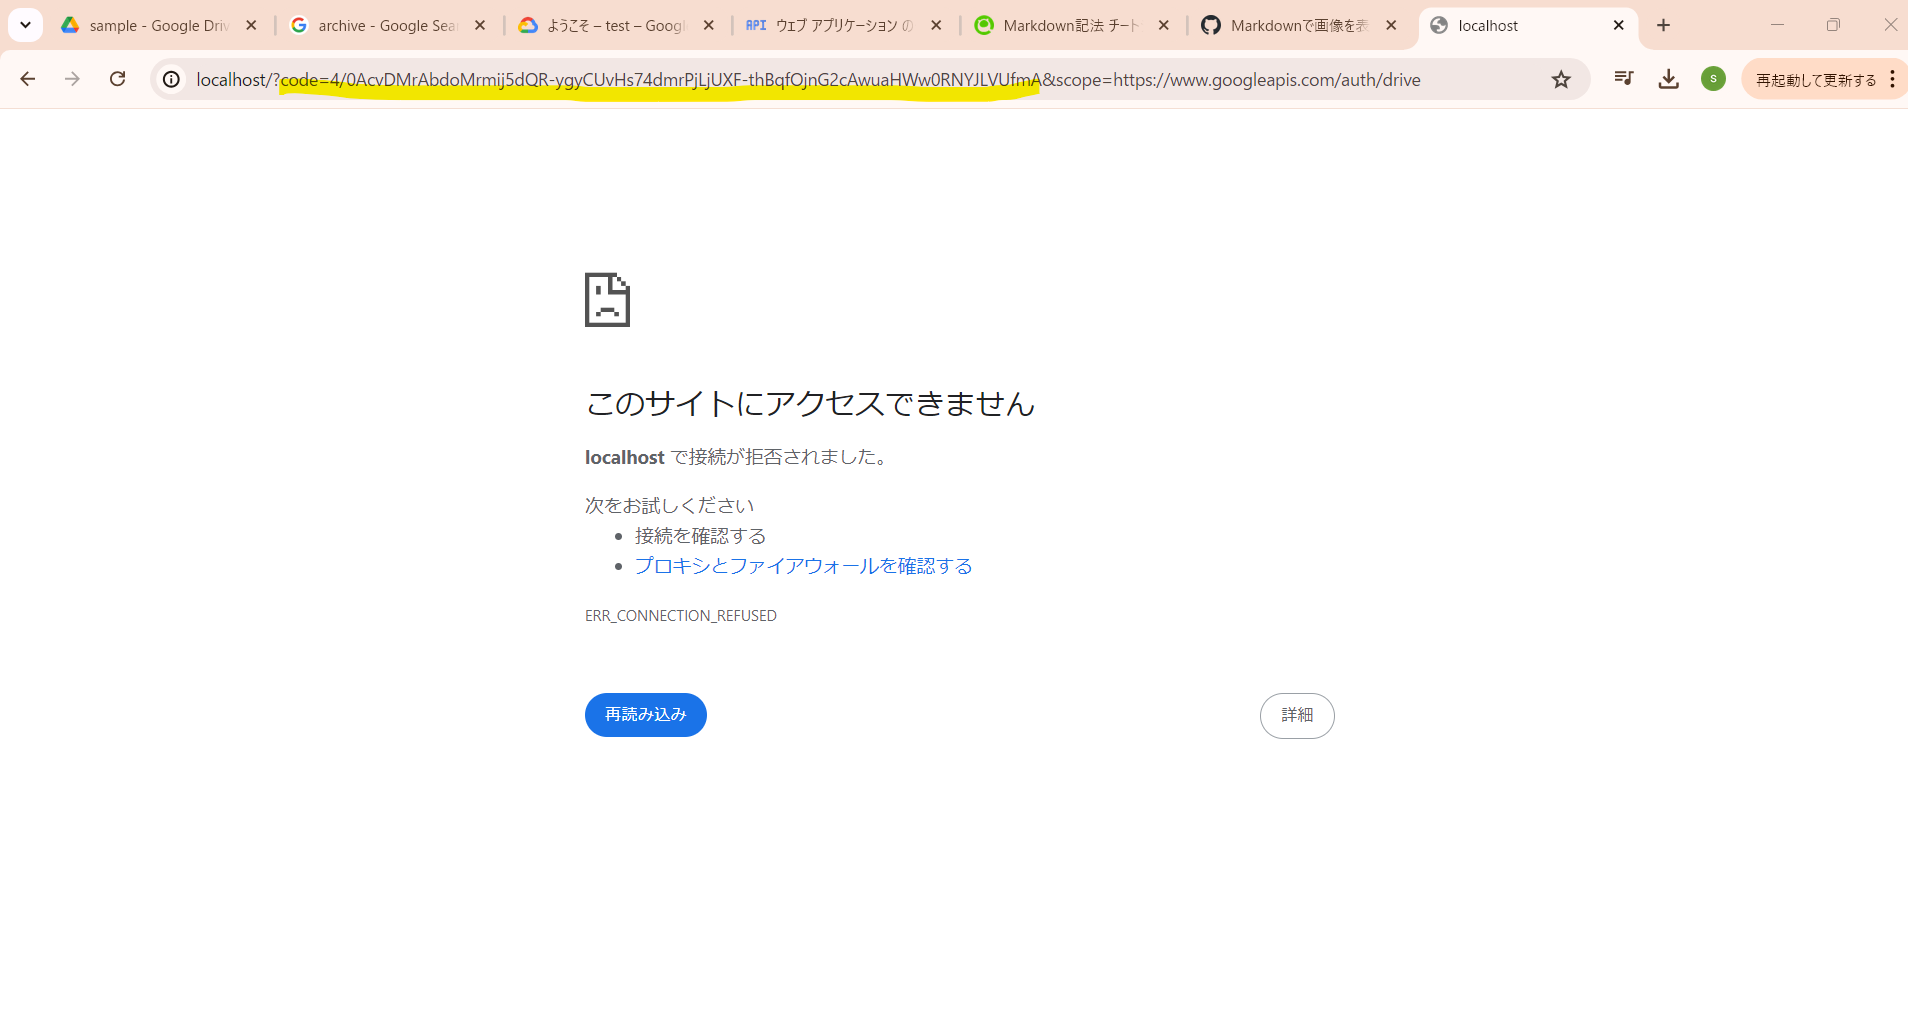 sample - Google Driv
archive - Google Sear
ようこそ – test – Googl
API ウェブ アプリケーション の
Markdown記法 チート
Markdownで画像を表
localhost
localhost/?code=4/0AcvDMrAbdoMrmij5dQR-ygyCUvHs74dmrPjLjUXF-thBqfOjnG2cAwuaHWw0RNYJLVUfmA&scope=https://www.googleapis.com/auth/drive
S
再起動して更新する
このサイトにアクセスできません
localhost で接続が拒否されました。
次をお試しください
• 接続を確認する
• プロキシとファイアウォールを確認する
ERR_CONNECTION_REFUSED
再読み込み
詳細